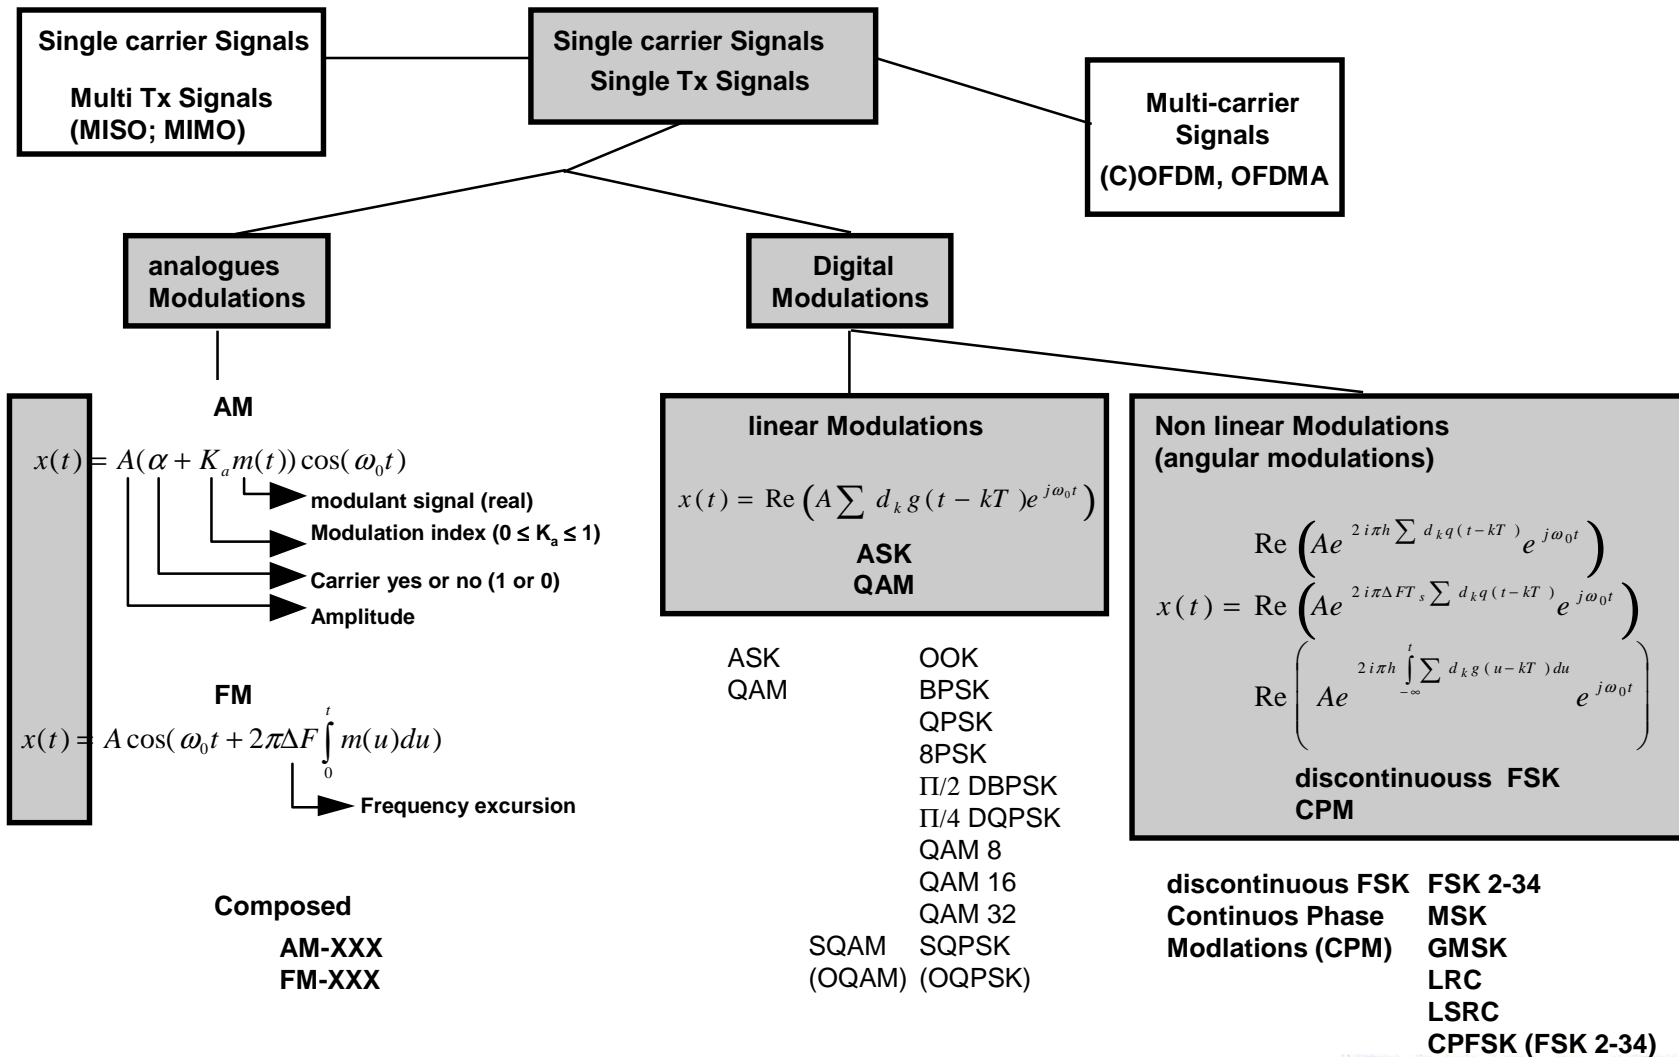 Single carrier Signals
Multi Tx Signals
(MISO; MIMO)
Single carrier Signals
Single Tx Signals
Multi-carrier
Signals
(C)OFDM, OFDMA
analogues
Modulations
Digital
Modulations
AM
x(t) = A(α + K_a m(t)) cos(ω_0 t)
modulant signal (real)
Modulation index (0 ≤ K_a ≤ 1)
Carrier yes or no (1 or 0)
Amplitude
FM
x(t) = A cos(ω_0 t + 2πΔF ∫_0^t m(u)du)
Frequency excursion
Composed
AM-XXX
FM-XXX
linear Modulations
x(t) = Re (A ∑ d_k g(t − kT) e^{jω_0 t})
ASK
QAM
ASK OOK
QAM BPSK
QPSK
8PSK
Π/2 DBPSK
Π/4 DQPSK
QAM 8
QAM 16
QAM 32
SQAM SQPSK
(OQAM) (OQPSK)
Non linear Modulations
(angular modulations)
Re (Ae^{2iπh ∑ d_k q(t−kT)} e^{jω_0 t})
x(t) = Re (Ae^{2iπΔFT_s ∑ d_k q(t−kT)} e^{jω_0 t})
Re (Ae^{2iπh ∫_{−∞}^t ∑ d_k g(u−kT)du} e^{jω_0 t})
discontinuouss FSK
CPM
discontinuous FSK FSK 2-34
Continuos Phase MSK
Modlations (CPM) GMSK
LRC
LSRC
CPFSK (FSK 2-34)